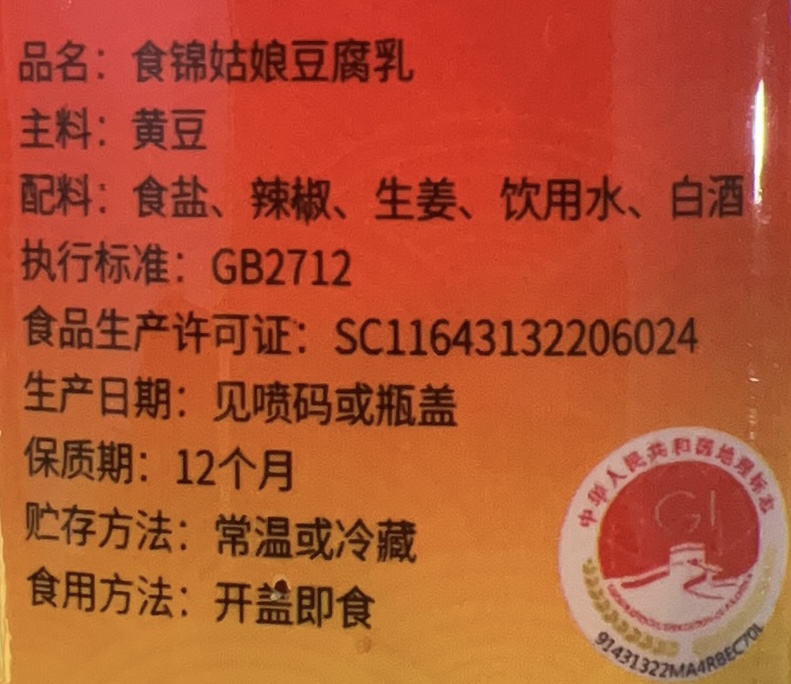 品名：食锦姑娘豆腐乳
主料：黄豆
配料：食盐、辣椒、生姜、饮用水、白酒
执行标准：GB2712
食品生产许可证：SC11643132206024
生产日期：见喷码或瓶盖
保质期：12个月
贮存方法：常温或冷藏
食用方法：开盖即食
中华人民共和国地理标志
GI
91431322MA4RBEC70L